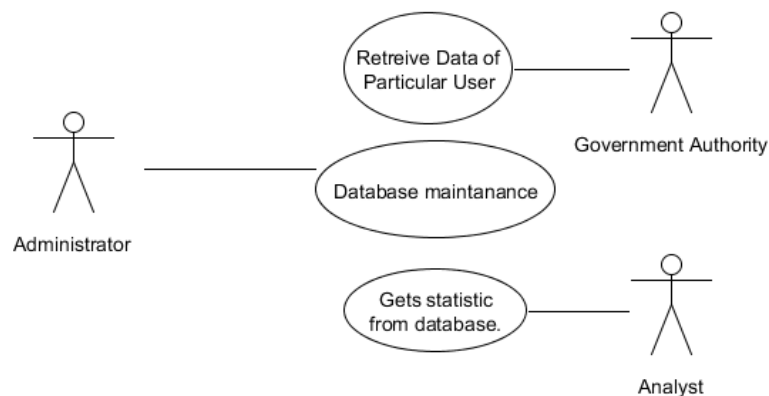 Retreive Data of
Particular User
Government Authority
Database maintanance
Administrator
Gets statistic
from database.
Analyst